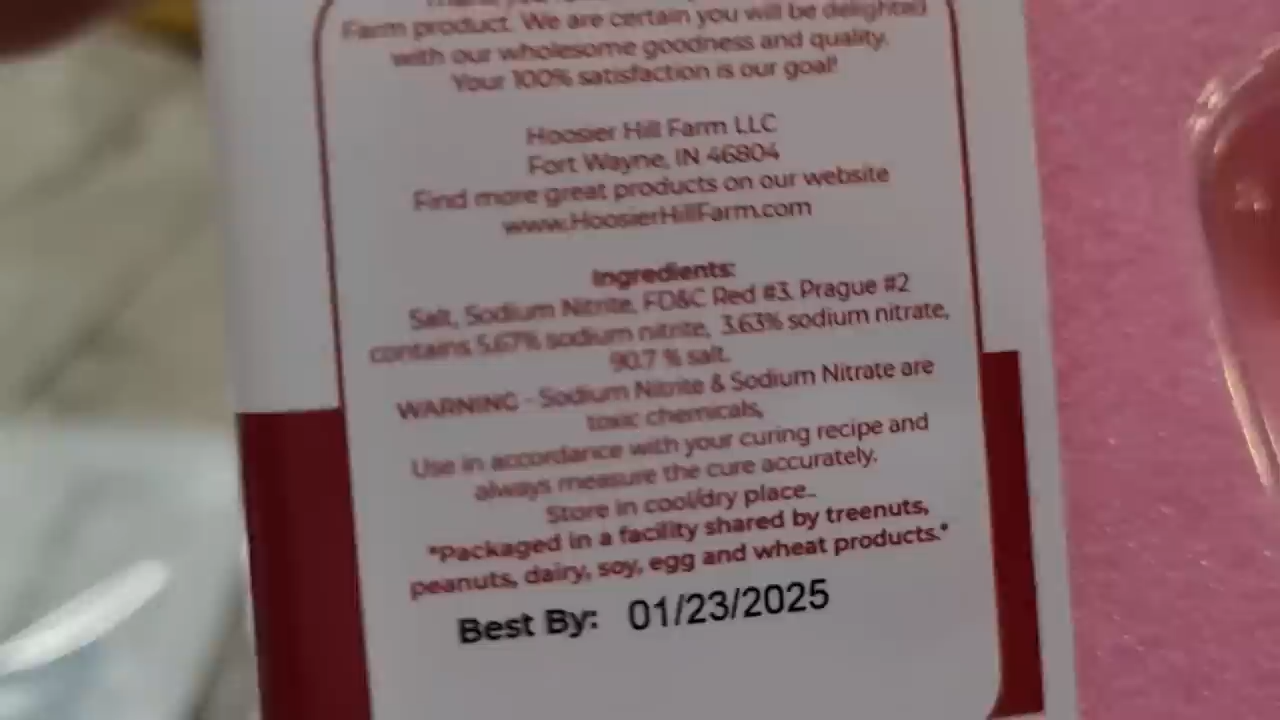 Farm product. We are certain you will be delighted
with our wholesome goodness and quality.
Your 100% satisfaction is our goal!
Hoosier Hill Farm LLC
Fort Wayne, IN 46804
Find more great products on our website
www.HoosierHillFarm.com
Ingredients:
Salt, Sodium Nitrite, FD&C Red #3. Prague #2
contains 5.67% sodium nitrite, 3.63% sodium nitrate,
90.7 % salt.
WARNING - Sodium Nitrite & Sodium Nitrate are
toxic chemicals,
Use in accordance with your curing recipe and
always measure the cure accurately.
Store in cool/dry place..
*Packaged in a facility shared by treenuts,
peanuts, dairy, soy, egg and wheat products.*
Best By: 01/23/2025